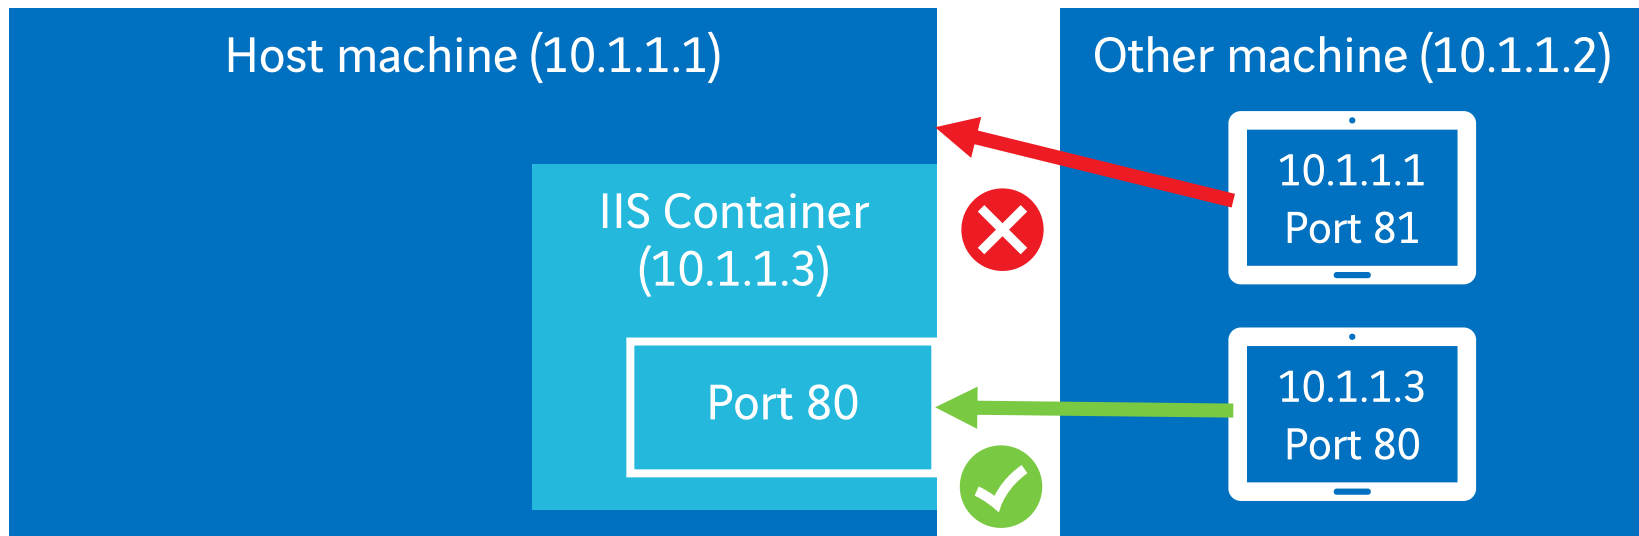 Host machine (10.1.1.1)
IIS Container
(10.1.1.3)
Port 80
Other machine (10.1.1.2)
10.1.1.1
Port 81
10.1.1.3
Port 80